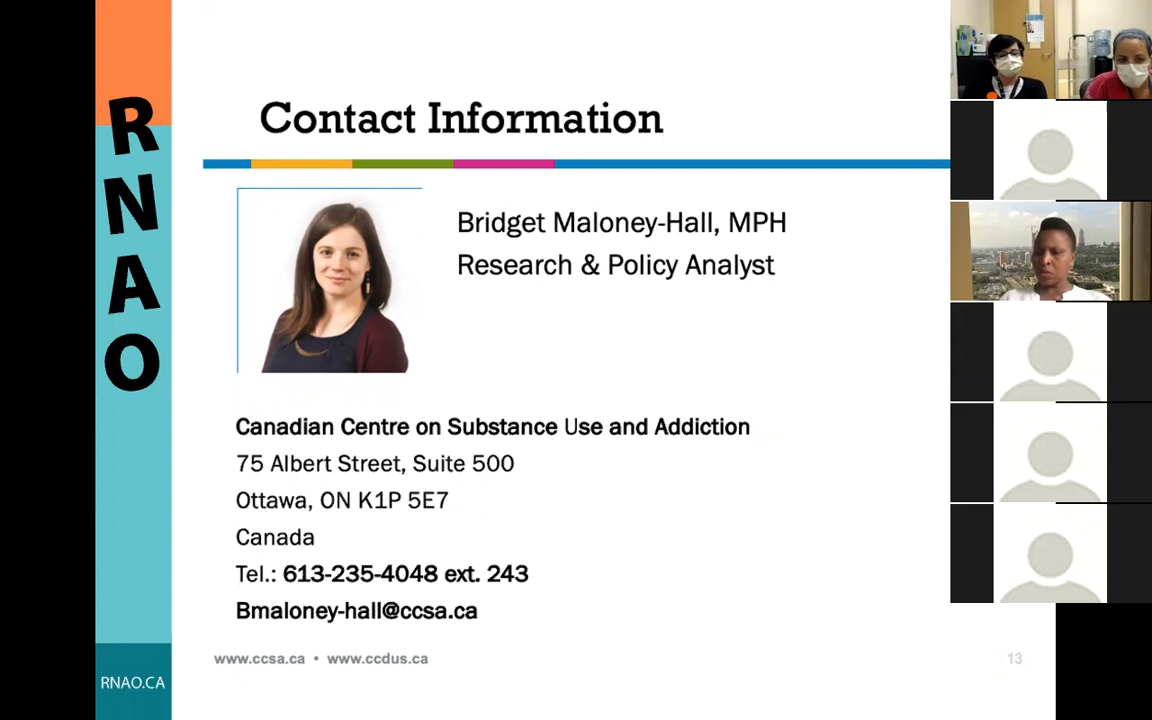 RNAO
Contact Information
Bridget Maloney-Hall, MPH
Research & Policy Analyst
Canadian Centre on Substance Use and Addiction
75 Albert Street, Suite 500
Ottawa, ON K1P 5E7
Canada
Tel.: 613-235-4048 ext. 243
Bmaloney-hall@ccsa.ca
www.ccsa.ca • www.ccdus.ca
13
RNAO.CA